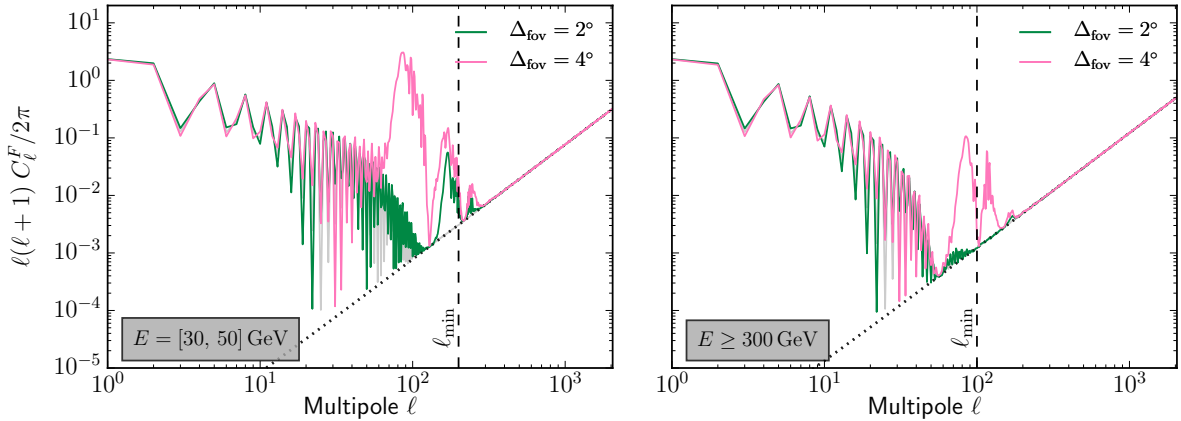 10^1
10^0
10^-1
10^-2
10^-3
10^-4
10^-5
ℓ(ℓ + 1) C_ℓ^F/2π
Δ_fov = 2°
Δ_fov = 4°
E = [30, 50] GeV
ℓ_min
10^0 10^1 10^2 10^3
Multipole ℓ
Δ_fov = 2°
Δ_fov = 4°
E ≥ 300 GeV
ℓ_min
10^0 10^1 10^2 10^3
Multipole ℓ